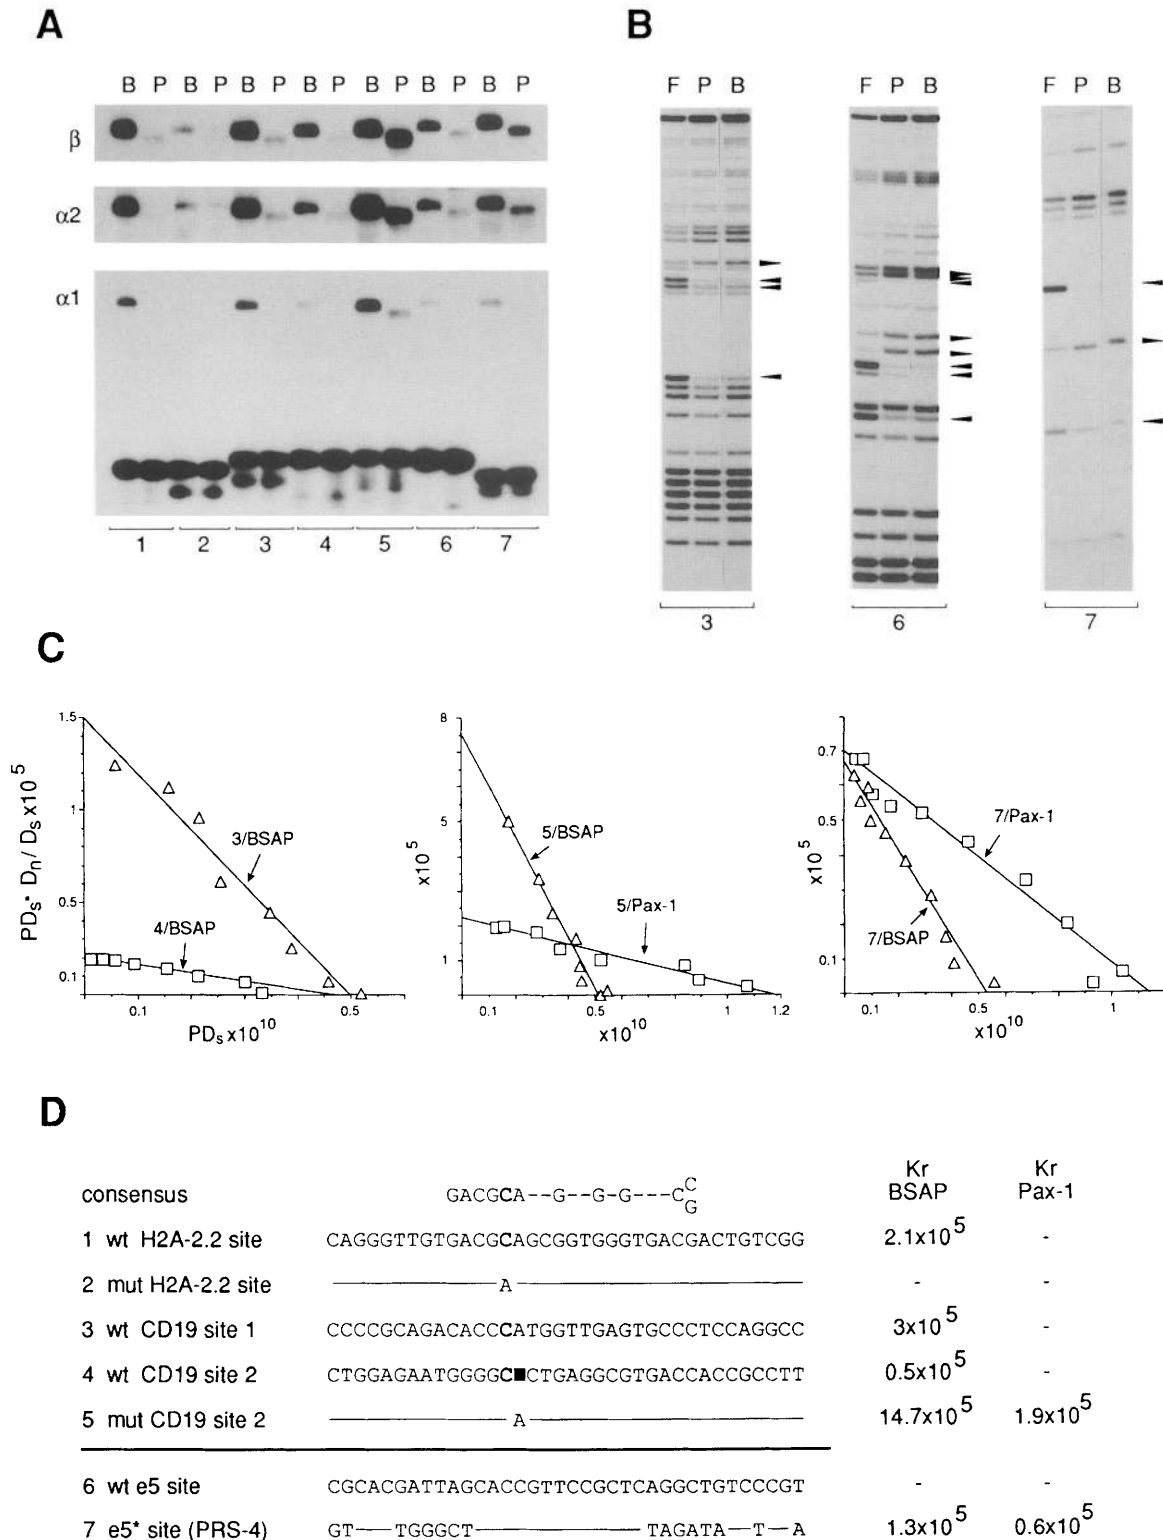 A
B
B P B P B P B P B P B P B P
β
α2
α1
1 2 3 4 5 6 7
F P B
F P B
F P B
3
6
7
C
PDs• Dn/ Ds x10^5
1.5
1
0.5
0.1
3/BSAP
4/BSAP
0.1 0.5
PDs x10^10
x10^5
8
5
1
5/BSAP
5/Pax-1
0.1 0.5 1 1.2
x10^10
x10^5
0.7
0.5
0.1
7/Pax-1
7/BSAP
0.1 0.5 1
x10^10
D
Kr BSAP
Kr Pax-1
consensus GACGCA--G--G-G---C C G
1 wt H2A-2.2 site CAGGGTTGTGACGCAGCGGTGGGTGACGACTGTCGG 2.1x10^5 -
2 mut H2A-2.2 site A - -
3 wt CD19 site 1 CCCCGCAGACACCCATGGTTGAGTGCCCTCCAGGCC 3x10^5 -
4 wt CD19 site 2 CTGGAGAATGGGGC■CTGAGGCGTGACCACCGCCTT 0.5x10^5 -
5 mut CD19 site 2 A 14.7x10^5 1.9x10^5
6 wt e5 site CGCACGATTAGCACCGTTCCGCTCAGGCTGTCCCGT - -
7 e5* site (PRS-4) GT—TGGGCT———TAGATA—T—A 1.3x10^5 0.6x10^5